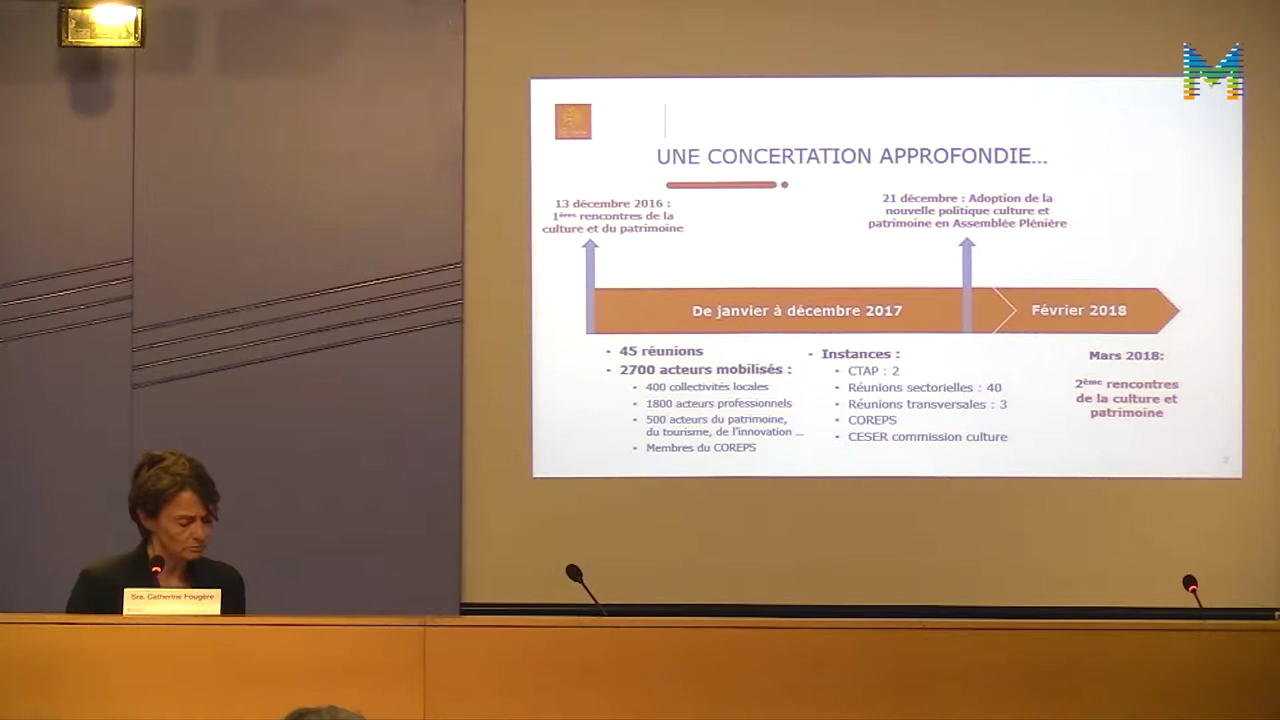 UNE CONCERTATION APPROFONDIE...
13 décembre 2016 :
1ères rencontres de la
culture et du patrimoine
21 décembre : Adoption de la
nouvelle politique culture et
patrimoine en Assemblée Plénière
De janvier à décembre 2017
Février 2018
• 45 réunions
• 2700 acteurs mobilisés :
• 400 collectivités locales
• 1800 acteurs professionnels
• 500 acteurs du patrimoine,
du tourisme, de l'innovation ...
• Membres du COREPS
• Instances :
• CTAP : 2
• Réunions sectorielles : 40
• Réunions transversales : 3
• COREPS
• CESER commission culture
Mars 2018:
2ème rencontres
de la culture et
patrimoine
Sra. Catherine Fougère
M